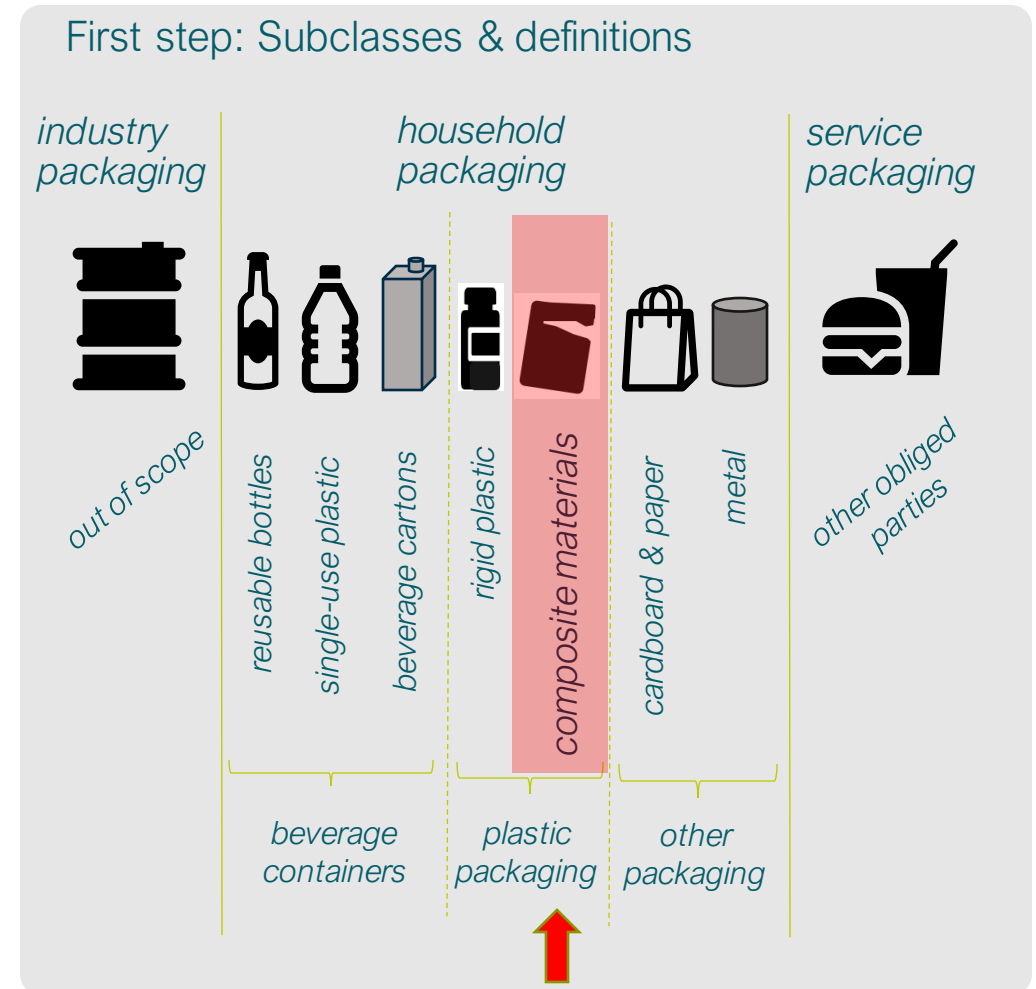 First step: Subclasses & definitions
industry
packaging
household
packaging
service
packaging
out of scope
reusable bottles
single-use plastic
beverage cartons
rigid plastic
composite materials
cardboard & paper
metal
other obliged
parties
beverage
containers
plastic
packaging
other
packaging